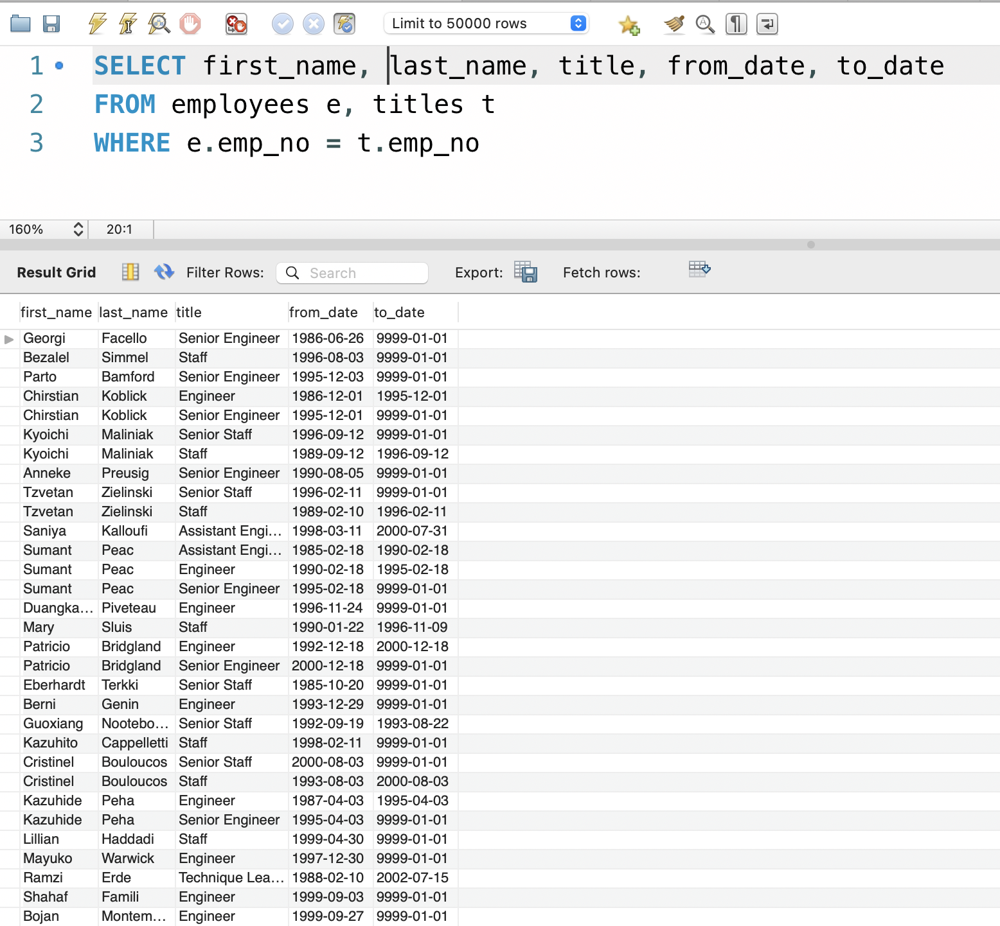 Limit to 50000 rows
1 SELECT first_name, last_name, title, from_date, to_date
2 FROM employees e, titles t
3 WHERE e.emp_no = t.emp_no
160% 20:1
Result Grid Filter Rows: Search Export: Fetch rows:
first_name last_name title from_date to_date
Georgi Facello Senior Engineer 1986-06-26 9999-01-01
Bezalel Simmel Staff 1996-08-03 9999-01-01
Parto Bamford Senior Engineer 1995-12-03 9999-01-01
Chirstian Koblick Engineer 1986-12-01 1995-12-01
Chirstian Koblick Senior Engineer 1995-12-01 9999-01-01
Kyoichi Maliniak Senior Staff 1996-09-12 9999-01-01
Kyoichi Maliniak Staff 1989-09-12 1996-09-12
Anneke Preusig Senior Engineer 1990-08-05 9999-01-01
Tzvetan Zielinski Senior Staff 1996-02-11 9999-01-01
Tzvetan Zielinski Staff 1989-02-10 1996-02-11
Saniya Kalloufi Assistant Engi... 1998-03-11 2000-07-31
Sumant Peac Assistant Engi... 1985-02-18 1990-02-18
Sumant Peac Engineer 1990-02-18 1995-02-18
Sumant Peac Senior Engineer 1995-02-18 9999-01-01
Duangka... Piveteau Engineer 1996-11-24 9999-01-01
Mary Sluis Staff 1990-01-22 1996-11-09
Patricio Bridgland Engineer 1992-12-18 2000-12-18
Patricio Bridgland Senior Engineer 2000-12-18 9999-01-01
Eberhardt Terkki Senior Staff 1985-10-20 9999-01-01
Berni Genin Engineer 1993-12-29 9999-01-01
Guoxiang Nootebo... Senior Staff 1992-09-19 1993-08-22
Kazuhito Cappelletti Staff 1998-02-11 9999-01-01
Cristinel Bouloucos Senior Staff 2000-08-03 9999-01-01
Cristinel Bouloucos Staff 1993-08-03 2000-08-03
Kazuhide Peha Engineer 1987-04-03 1995-04-03
Kazuhide Peha Senior Engineer 1995-04-03 9999-01-01
Lillian Haddadi Staff 1999-04-30 9999-01-01
Mayuko Warwick Engineer 1997-12-30 9999-01-01
Ramzi Erde Technique Lea... 1988-02-10 2002-07-15
Shahaf Famili Engineer 1999-09-03 9999-01-01
Bojan Montem... Engineer 1999-09-27 9999-01-01